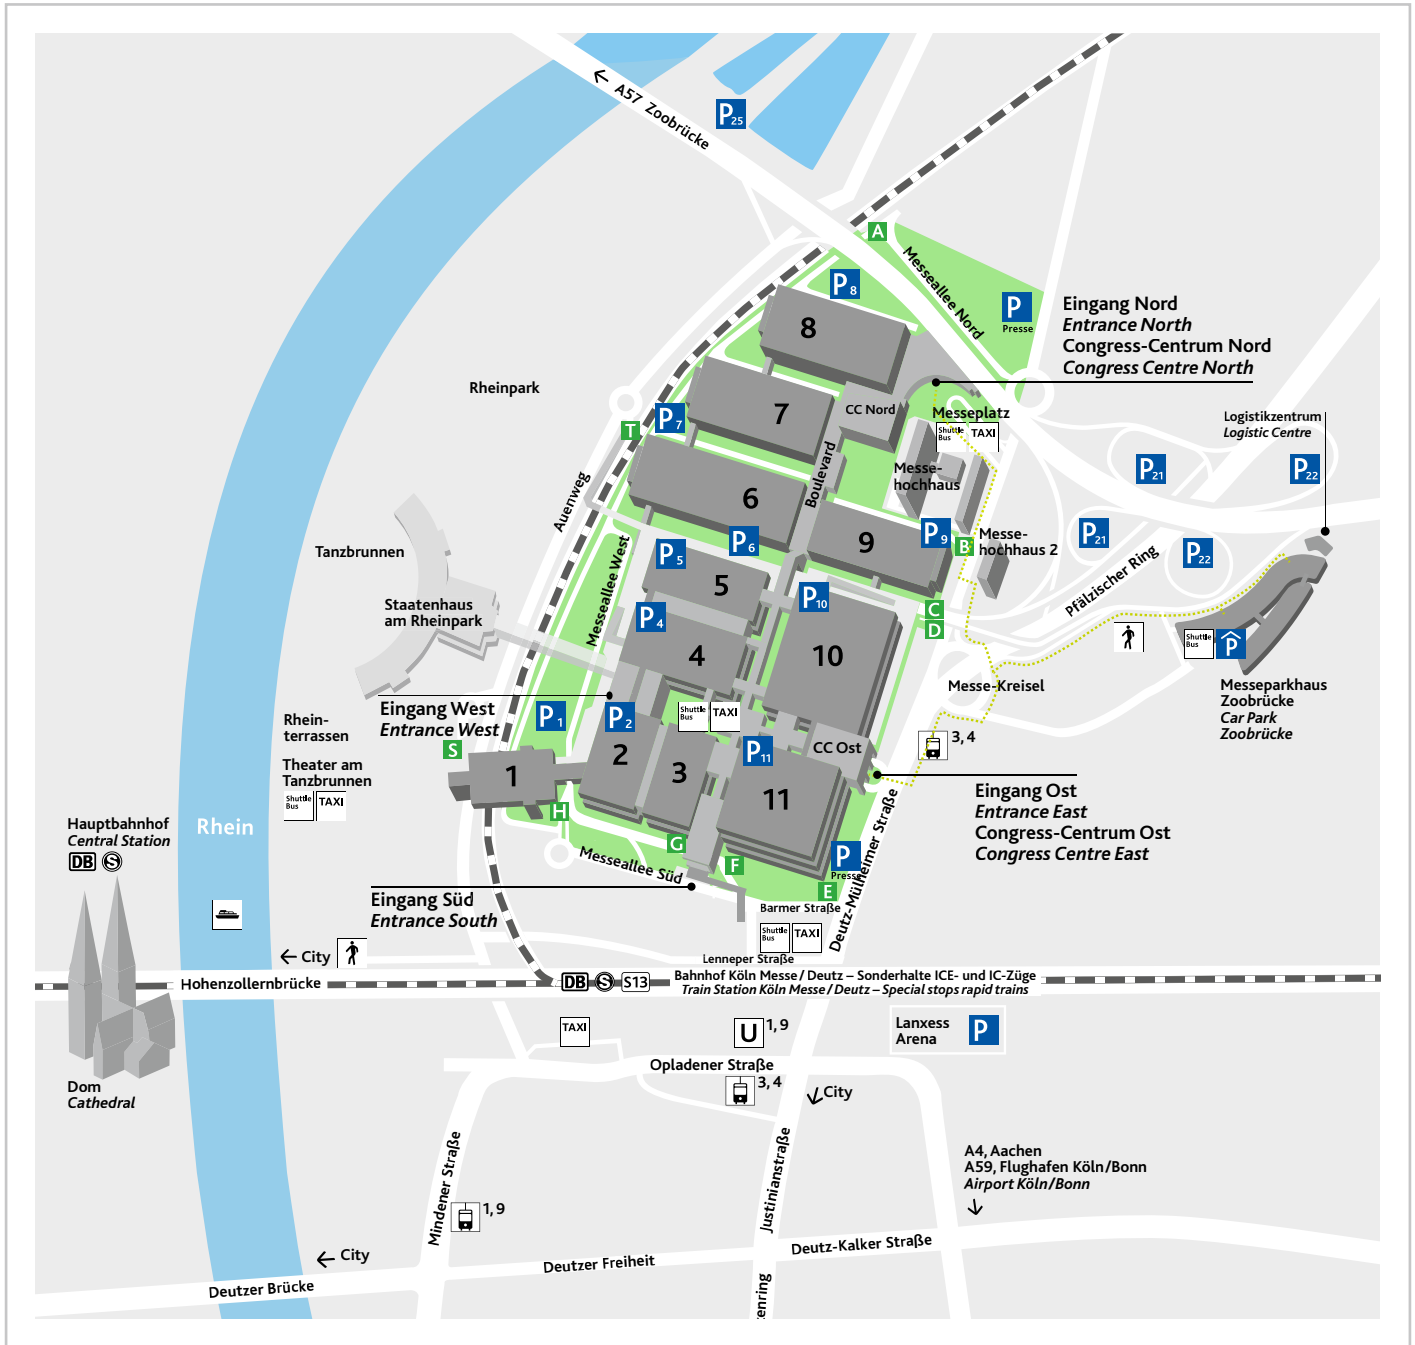 A57 Zoobrücke
P25
A
Messeallee Nord
P8
P
Presse
Eingang Nord
Entrance North
Congress-Centrum Nord
Congress Centre North
8
Rheinpark
7
CC Nord
Messeplatz
Shuttle Bus
TAXI
Logistikzentrum
Logistic Centre
P7
T
P21
P22
Boulevard
Messe-
hochhaus
6
Auenweg
P9
P6
9
B
Messe-
hochhaus 2
P21
P22
Tanzbrunnen
Messeallee West
P5
5
P10
Pfälzischer Ring
Staatenhaus
am Rheinpark
P4
C
D
Shuttle Bus
P
4
10
Messe-Kreisel
Messeparkhaus
Zoobrücke
Car Park
Zoobrücke
Eingang West
Entrance West
P1
P2
Shuttle Bus
TAXI
Rhein-
terrassen
S
3, 4
P11
CC Ost
2
3
1
11
Theater am
Tanzbrunnen
Shuttle Bus
TAXI
Eingang Ost
Entrance East
Congress-Centrum Ost
Congress Centre East
H
Rhein
Hauptbahnhof
Central Station
DB
S
G
F
P
Presse
Messeallee Süd
E
Deutz-Mülheimer Straße
Eingang Süd
Entrance South
Barmer Straße
Shuttle Bus
TAXI
City
Lenneper Straße
Hohenzollernbrücke
DB
S
S13
Bahnhof Köln Messe / Deutz – Sonderhalte ICE- und IC-Züge
Train Station Köln Messe / Deutz – Special stops rapid trains
TAXI
U
1, 9
Lanxess
Arena
P
Opladener Straße
3, 4
City
Dom
Cathedral
Mindener Straße
Justinianstraße
A4, Aachen
A59, Flughafen Köln/Bonn
Airport Köln/Bonn
1, 9
City
Deutz-Kalker Straße
Deutzer Freiheit
Deutzer Brücke
enring